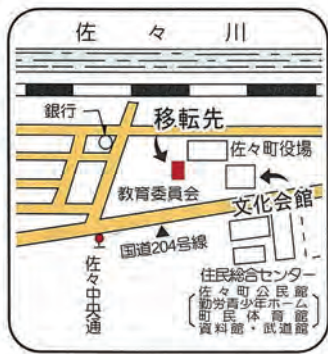 佐々川
銀行
移転先
佐々町役場
教育委員会
文化会館
国道204号線
佐々中央通
住民総合センター
佐々町公民館
勤労青少年ホーム
町民体育館
資料館・武道館